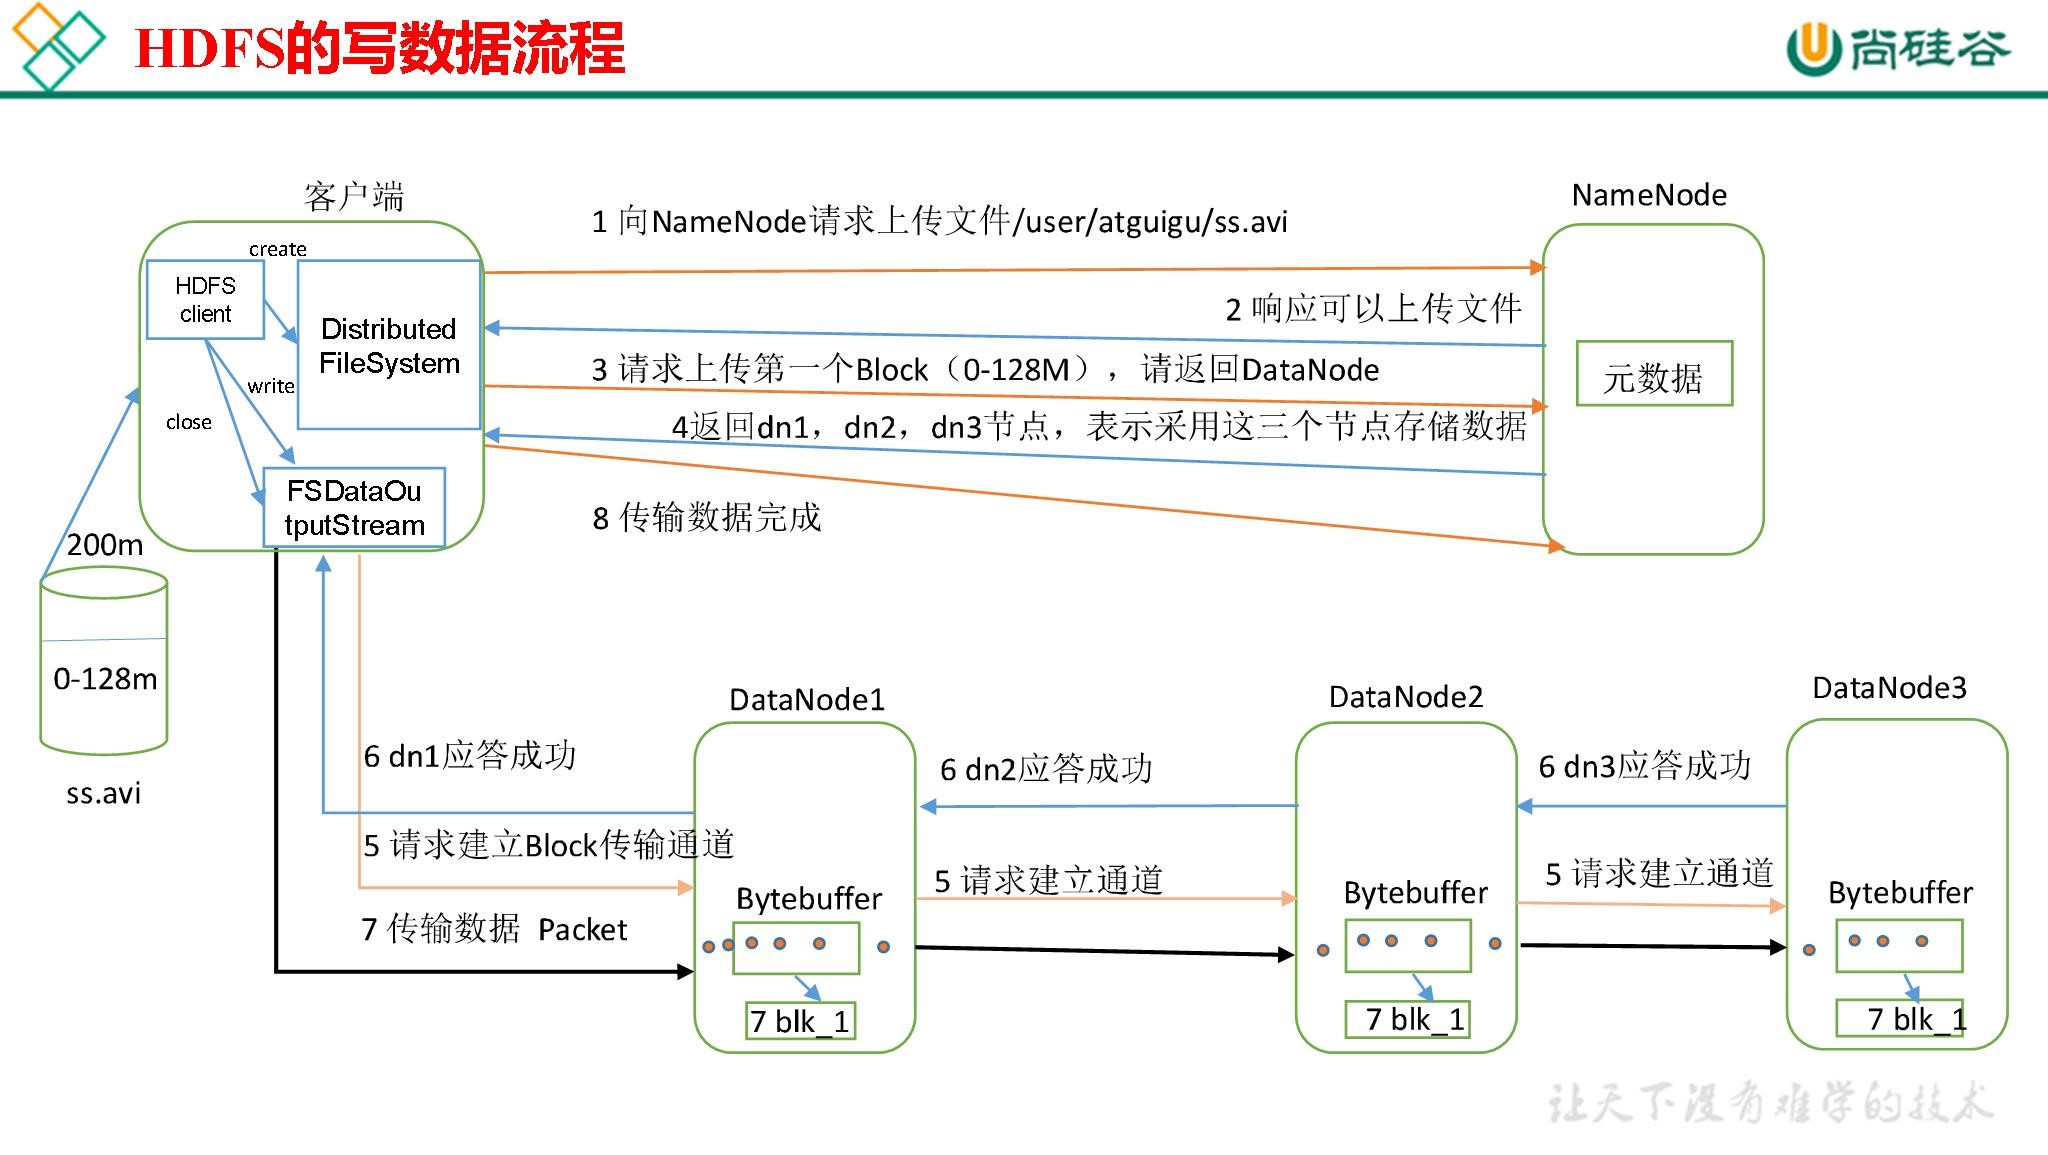 HDFS的写数据流程
尚硅谷
客户端
NameNode
1 向NameNode请求上传文件/user/atguigu/ss.avi
create
HDFS
client
Distributed
FileSystem
2 响应可以上传文件
3 请求上传第一个Block（0-128M），请返回DataNode
元数据
write
close
4返回dn1，dn2，dn3节点，表示采用这三个节点存储数据
FSDataOu
tputStream
8 传输数据完成
200m
0-128m
ss.avi
DataNode1
DataNode2
DataNode3
6 dn1应答成功
6 dn2应答成功
6 dn3应答成功
5 请求建立Block传输通道
5 请求建立通道
5 请求建立通道
Bytebuffer
Bytebuffer
Bytebuffer
7 传输数据 Packet
7 blk_1
7 blk_1
7 blk_1
让天下没有难学的技术